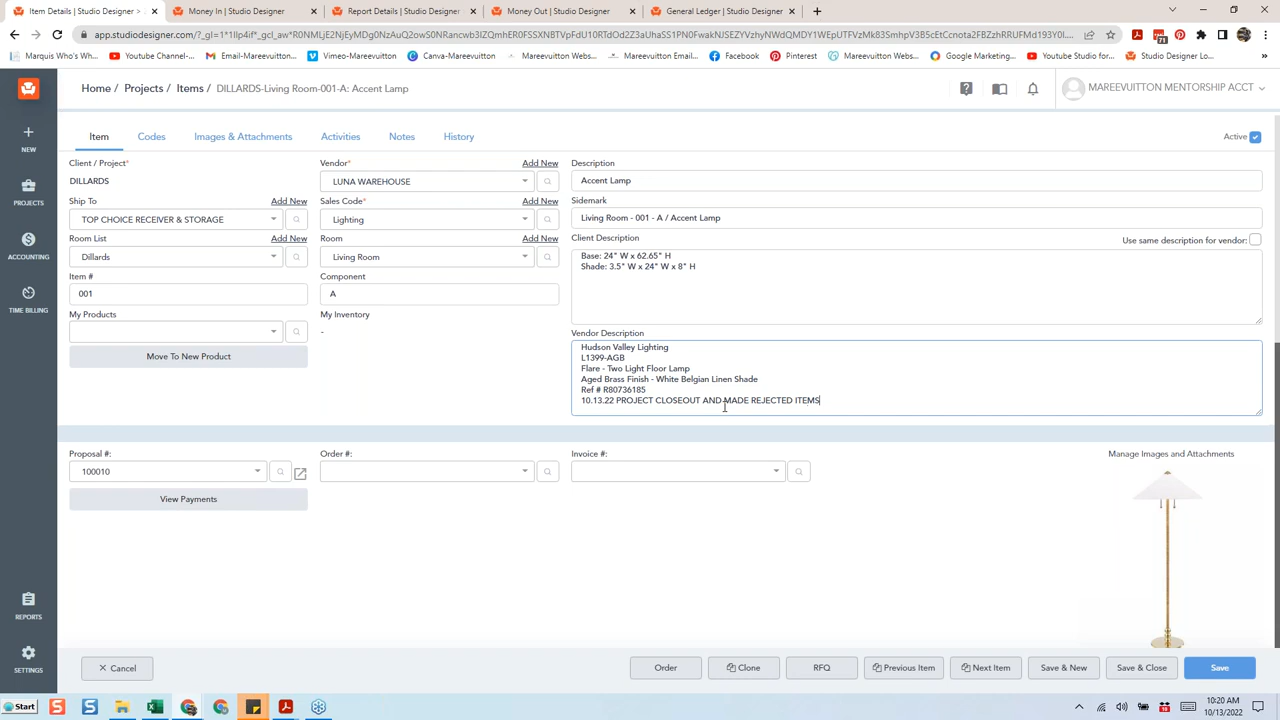 Item Details | Studio Designer >
Money In | Studio Designer
Report Details | Studio Designer
Money Out | Studio Designer
General Ledger | Studio Designer
app.studiodesigner.com/?_gl=1*1
Marquis Who's Who...
Youtube Channel-...
Email-Mareevuitton...
Vimeo-Mareevuitton
Canva-Mareevuitton
Mareevuitton Webs...
Mareevuitton Email...
Facebook
Pinterest
NWQDMD
Mareevuitton Web...
Google Marketing...
Youtube Studio for...
Studio Designer Lo...
Home / Projects / Items / DILLARDS-Living Room-001-A: Accent Lamp
MAREEVUITTON MENTORSHIP ACCT
NEW
PROJECTS
ACCOUNTING
TIME BILLING
REPORTS
SETTINGS
Item Codes Images & Attachments Activities Notes History
Active
Client / Project*
DILLARDS
Ship To Add New
TOP CHOICE RECEIVER & STORAGE
Room List Add New
Dillards
Item #
001
My Products
Move To New Product
Vendor* Add New
LUNA WAREHOUSE
Sales Code* Add New
Lighting
Room Add New
Living Room
Component
A
My Inventory
-
Description
Accent Lamp
Sidemark
Living Room - 001 - A / Accent Lamp
Client Description
Use same description for vendor:
Base: 24" W x 62.65" H
Shade: 3.5" W x 24" W x 8" H
Vendor Description
Hudson Valley Lighting
L1399-AGB
Flare - Two Light Floor Lamp
Aged Brass Finish - White Belgian Linen Shade
Ref # R80736185
10.13.22 PROJECT CLOSEOUT AND MADE REJECTED ITEMS
Proposal #:
100010
View Payments
Order #:
Invoice #:
Manage Images and Attachments
Cancel
Order
Clone
RFQ
Previous Item
Next Item
Save & New
Save & Close
Save
Start
10:20 AM
10/13/2022